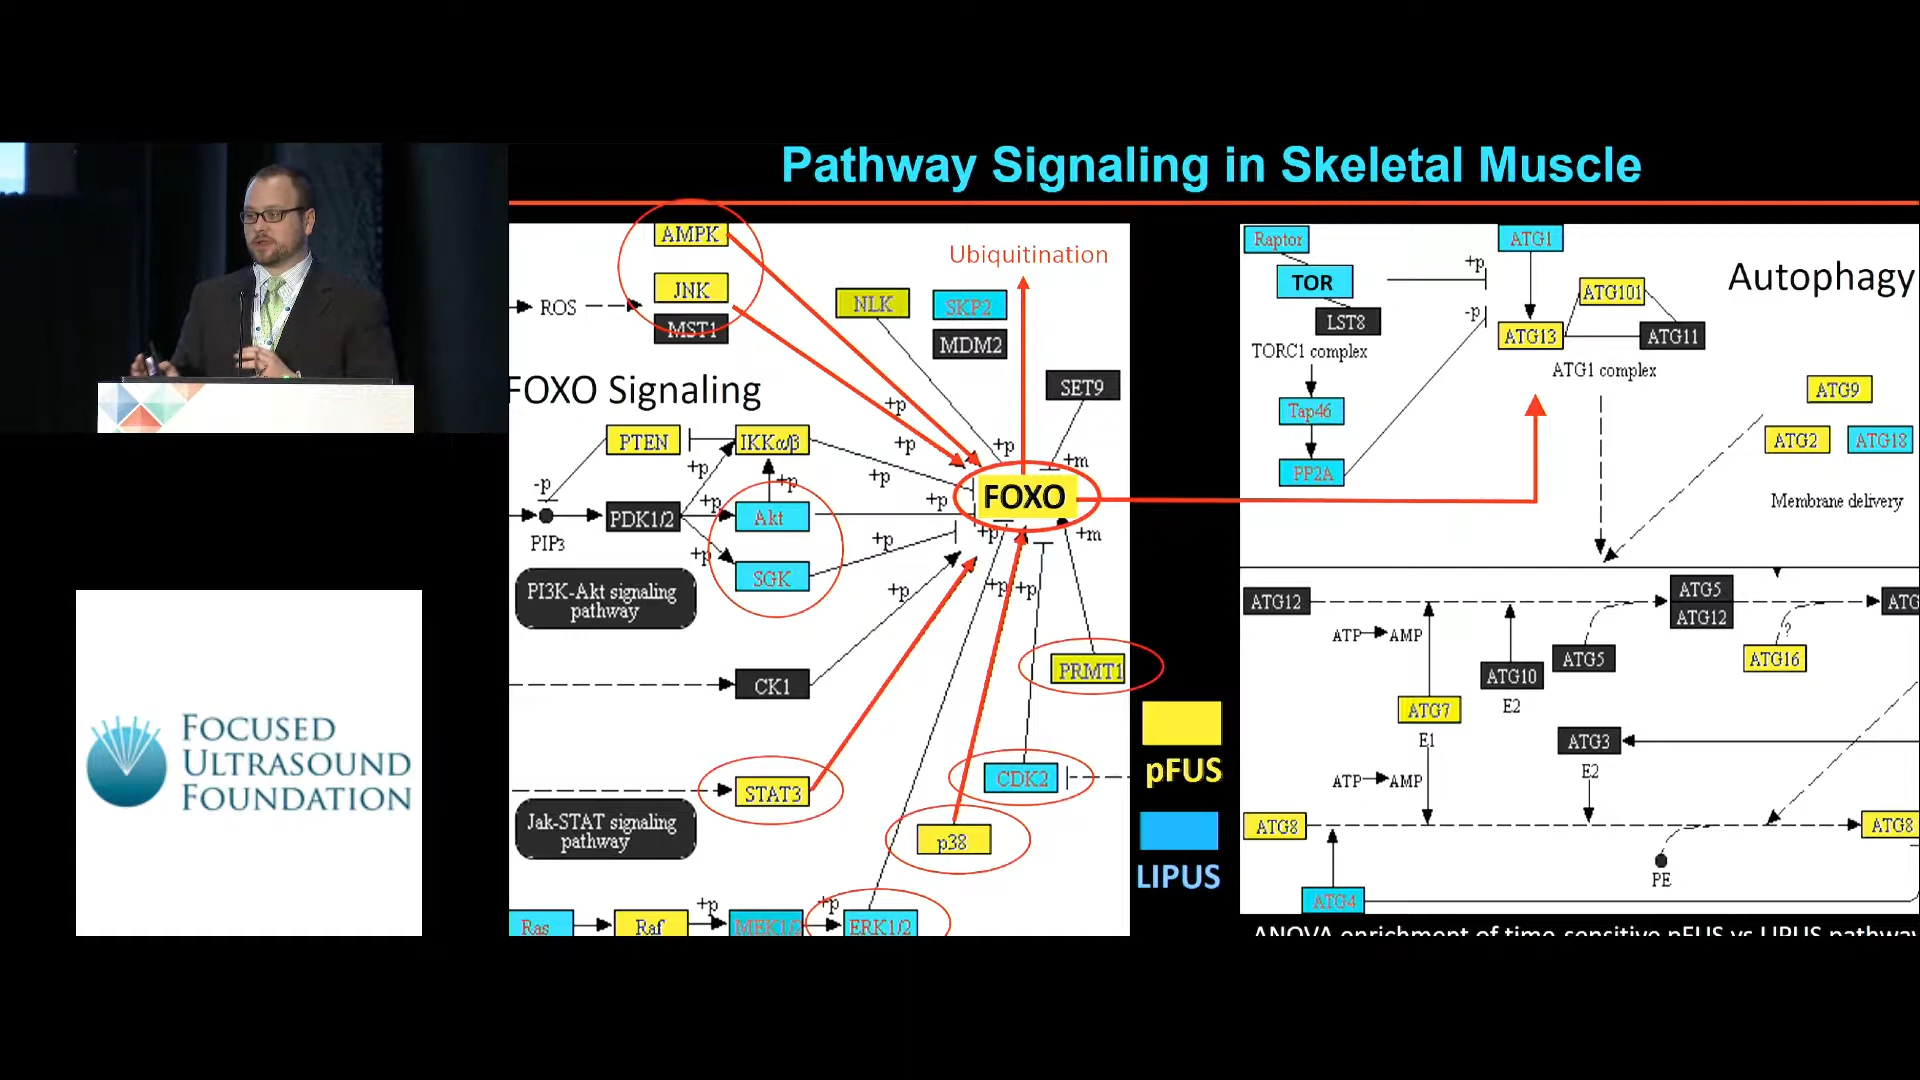 Pathway Signaling in Skeletal Muscle
AMPK
Ubiquitination
ROS
JNK
MST1
NLK
SKP2
MDM2
SET9
FOXO Signaling
+p
+p
+p
+m
PTEN
IKKα/β
+p
+p
-p
+p
+p
+p
PIP3
PDK1/2
Akt
FOXO
+p
+p
+m
+p
SGK
+p
+p
+p
PI3K-Akt signaling
pathway
CK1
PRMT1
STAT3
CDK2
Jak-STAT signaling
pathway
p38
+p
+p
Ras
Raf
MEK1/2
ERK1/2
pFUS
LIPUS
Raptor
ATG1
Autophagy
+p
TOR
ATG101
-p
LST8
ATG13
ATG11
TORC1 complex
ATG1 complex
ATG9
Tap46
ATG2
ATG18
PP2A
Membrane delivery
ATG12
ATG5
ATG12
ATG
ATP
AMP
?
ATG5
ATG16
ATG10
E2
ATG7
E1
ATG3
E2
ATP
AMP
ATG8
ATG8
PE
ATG4
ANOVA enrichment of time-sensitive pFUS vs LIPUS pathway
FOCUSED
ULTRASOUND
FOUNDATION